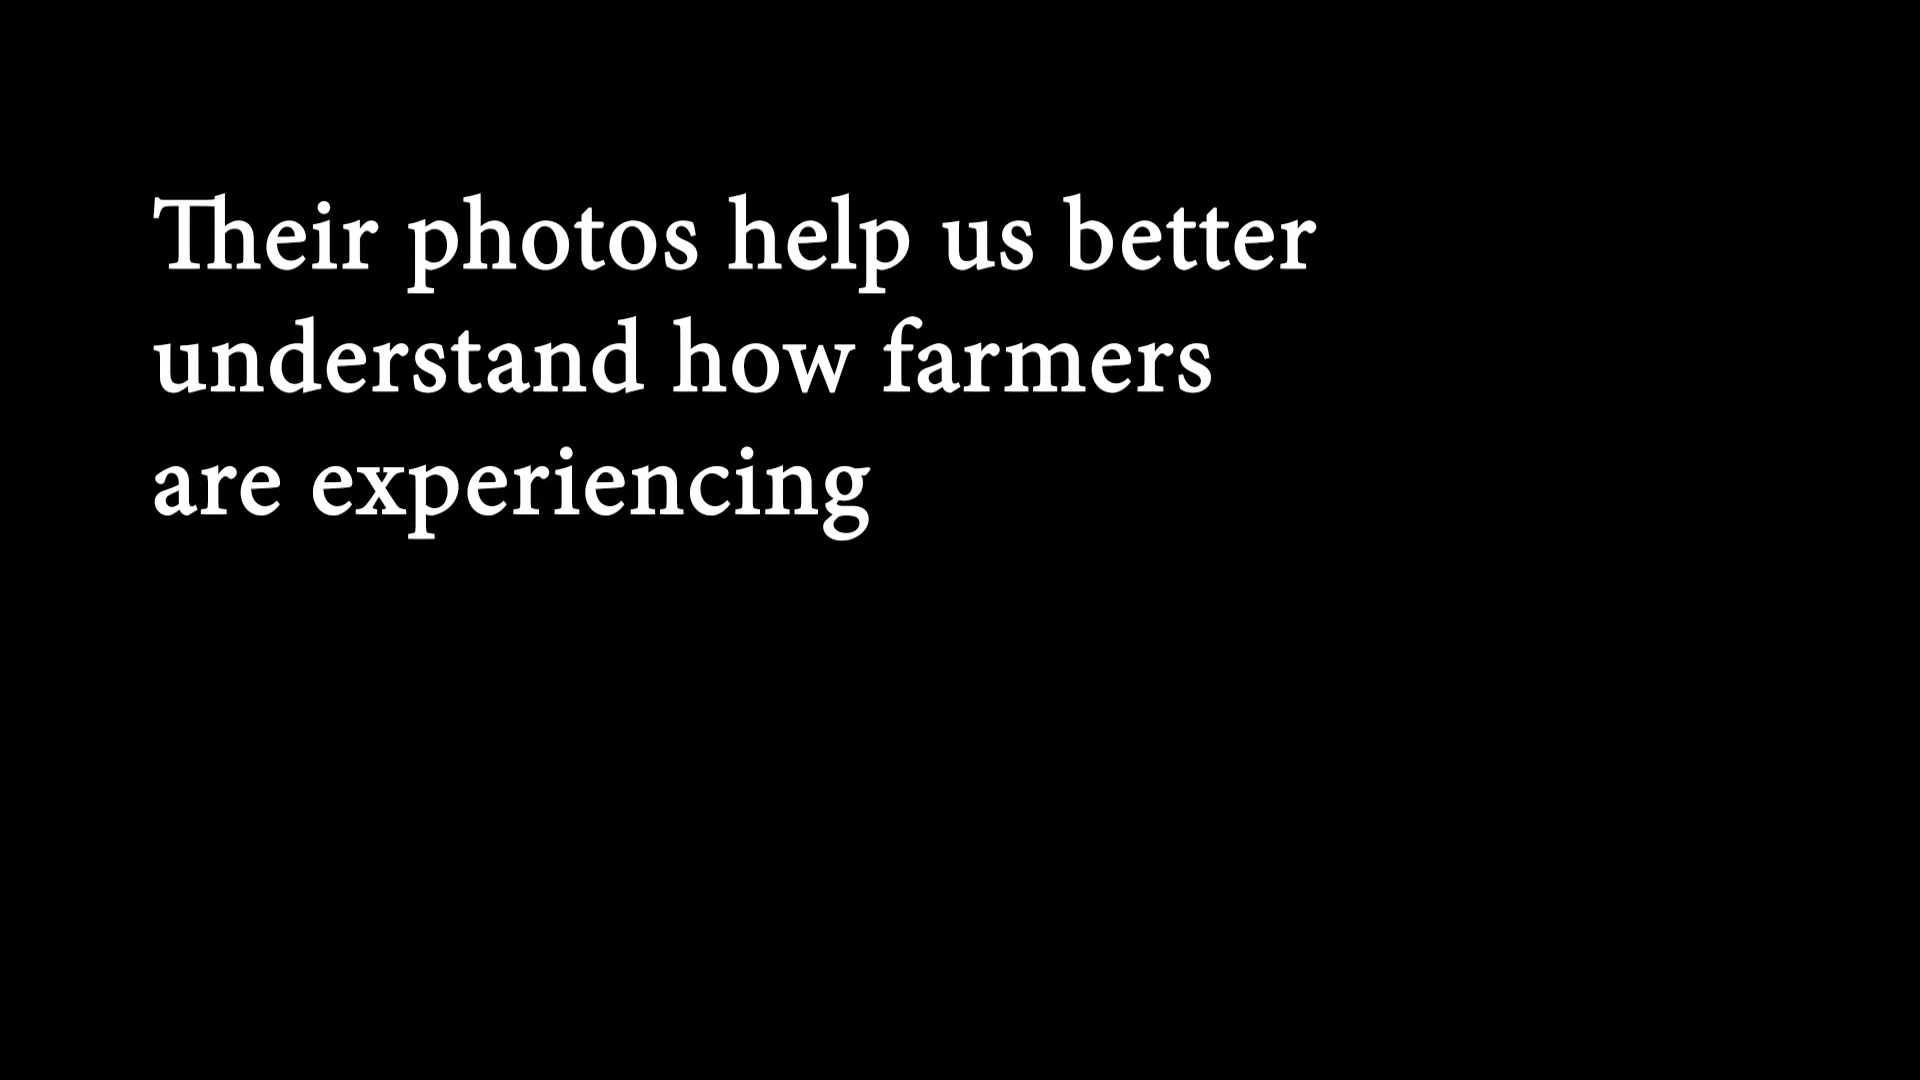 Their photos help us better
understand how farmers
are experiencing